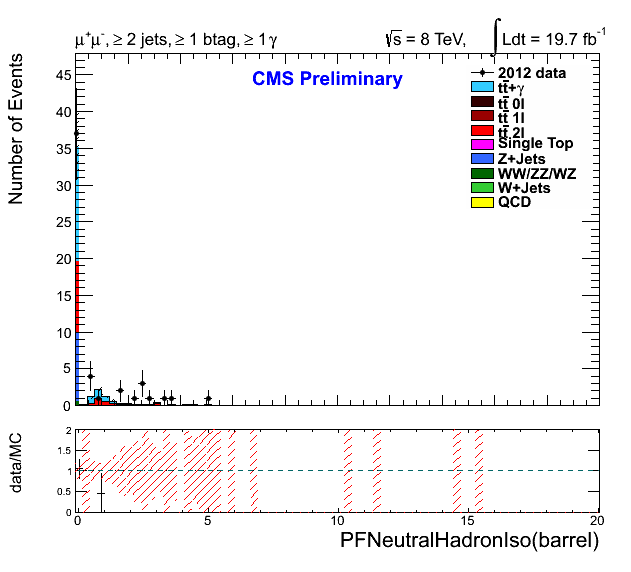 μ⁺μ⁻, ≥ 2 jets, ≥ 1 btag, ≥ 1 γ
√s = 8 TeV, ∫ Ldt = 19.7 fb⁻¹
CMS Preliminary
2012 data
tt̄+γ
tt̄ 0l
tt̄ 1l
tt̄ 2l
Single Top
Z+Jets
WW/ZZ/WZ
W+Jets
QCD
Number of Events
45
40
35
30
25
20
15
10
5
0
data/MC
2
1.5
1
0.5
0
0 5 10 15 20
PFNeutralHadronIso(barrel)